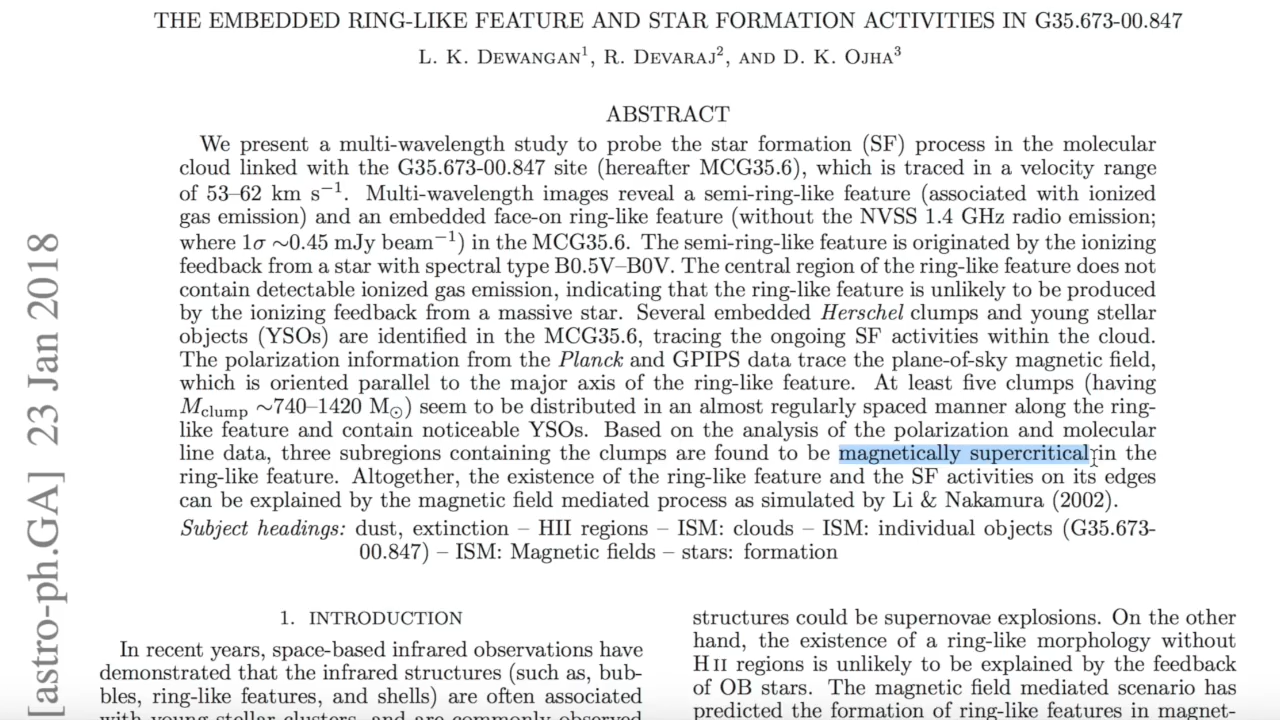 THE EMBEDDED RING-LIKE FEATURE AND STAR FORMATION ACTIVITIES IN G35.673-00.847
L. K. Dewangan¹, R. Devaraj², and D. K. Ojha³
ABSTRACT
We present a multi-wavelength study to probe the star formation (SF) process in the molecular
cloud linked with the G35.673-00.847 site (hereafter MCG35.6), which is traced in a velocity range
of 53–62 km s⁻¹. Multi-wavelength images reveal a semi-ring-like feature (associated with ionized
gas emission) and an embedded face-on ring-like feature (without the NVSS 1.4 GHz radio emission;
where 1σ ∼0.45 mJy beam⁻¹) in the MCG35.6. The semi-ring-like feature is originated by the ionizing
feedback from a star with spectral type B0.5V–B0V. The central region of the ring-like feature does not
contain detectable ionized gas emission, indicating that the ring-like feature is unlikely to be produced
by the ionizing feedback from a massive star. Several embedded Herschel clumps and young stellar
objects (YSOs) are identified in the MCG35.6, tracing the ongoing SF activities within the cloud.
The polarization information from the Planck and GPIPS data trace the plane-of-sky magnetic field,
which is oriented parallel to the major axis of the ring-like feature. At least five clumps (having
M_clump ∼740–1420 M⊙) seem to be distributed in an almost regularly spaced manner along the ring-
like feature and contain noticeable YSOs. Based on the analysis of the polarization and molecular
line data, three subregions containing the clumps are found to be magnetically supercritical in the
ring-like feature. Altogether, the existence of the ring-like feature and the SF activities on its edges
can be explained by the magnetic field mediated process as simulated by Li & Nakamura (2002).
Subject headings: dust, extinction – HII regions – ISM: clouds – ISM: individual objects (G35.673-
00.847) – ISM: Magnetic fields – stars: formation
[astro-ph.GA] 23 Jan 2018
1. INTRODUCTION
In recent years, space-based infrared observations have
demonstrated that the infrared structures (such as, bub-
bles, ring-like features, and shells) are often associated
with young stellar clusters, and are commonly observed
structures could be supernovae explosions. On the other
hand, the existence of a ring-like morphology without
H II regions is unlikely to be explained by the feedback
of OB stars. The magnetic field mediated scenario has
predicted the formation of ring-like features in magnet-